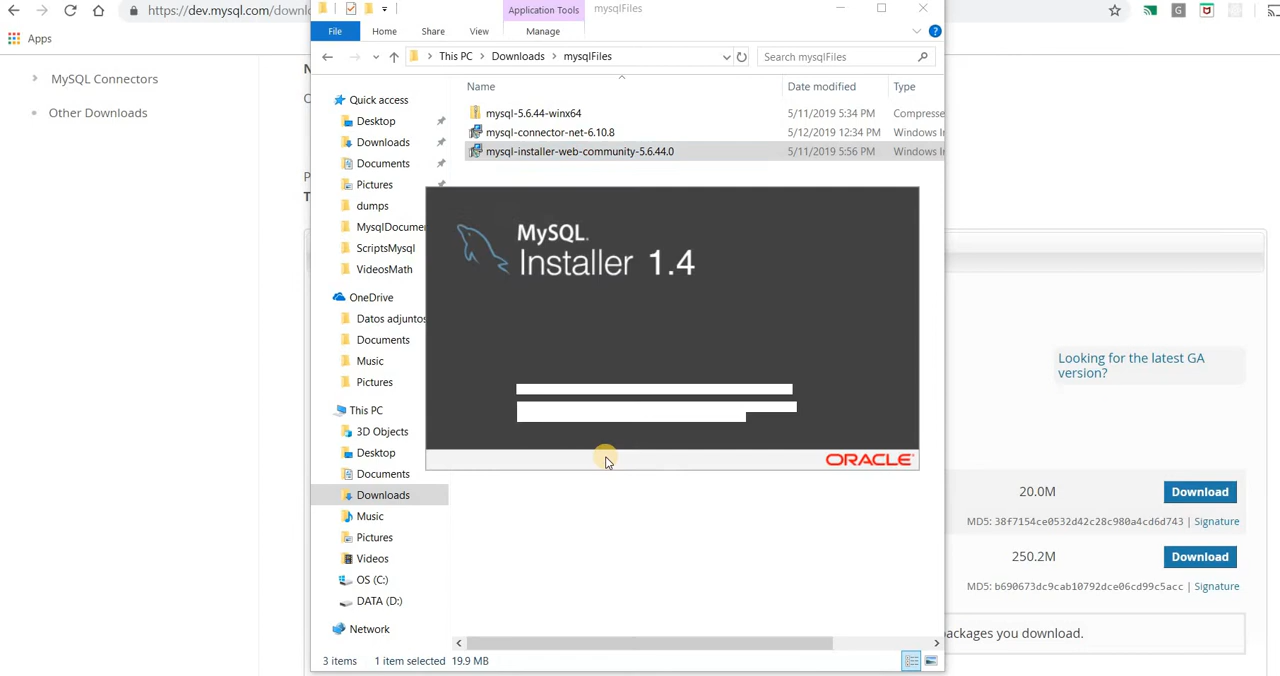 https://dev.mysql.com/downl
Apps
MySQL Connectors
Other Downloads
Application Tools
mysqlFiles
File
Home
Share
View
Manage
This PC
Downloads
mysqlFiles
Search mysqlFiles
Name
Date modified
Type
Quick access
Desktop
Downloads
Documents
Pictures
dumps
MysqlDocume
ScriptsMysql
VideosMath
OneDrive
Datos adjuntos
Documents
Music
Pictures
This PC
3D Objects
Desktop
Documents
Downloads
Music
Pictures
Videos
OS (C:)
DATA (D:)
Network
mysql-5.6.44-winx64
5/11/2019 5:34 PM
Compresse
mysql-connector-net-6.10.8
5/12/2019 12:34 PM
Windows In
mysql-installer-web-community-5.6.44.0
5/11/2019 5:56 PM
Windows In
MySQL.
Installer 1.4
ORACLE
3 items
1 item selected
19.9 MB
Looking for the latest GA
version?
20.0M
Download
MD5: 38f7154ce0532d42c28c980a4cd6d743 | Signature
250.2M
Download
MD5: b690673dc9cab10792dce06cd99c5acc | Signature
ackages you download.